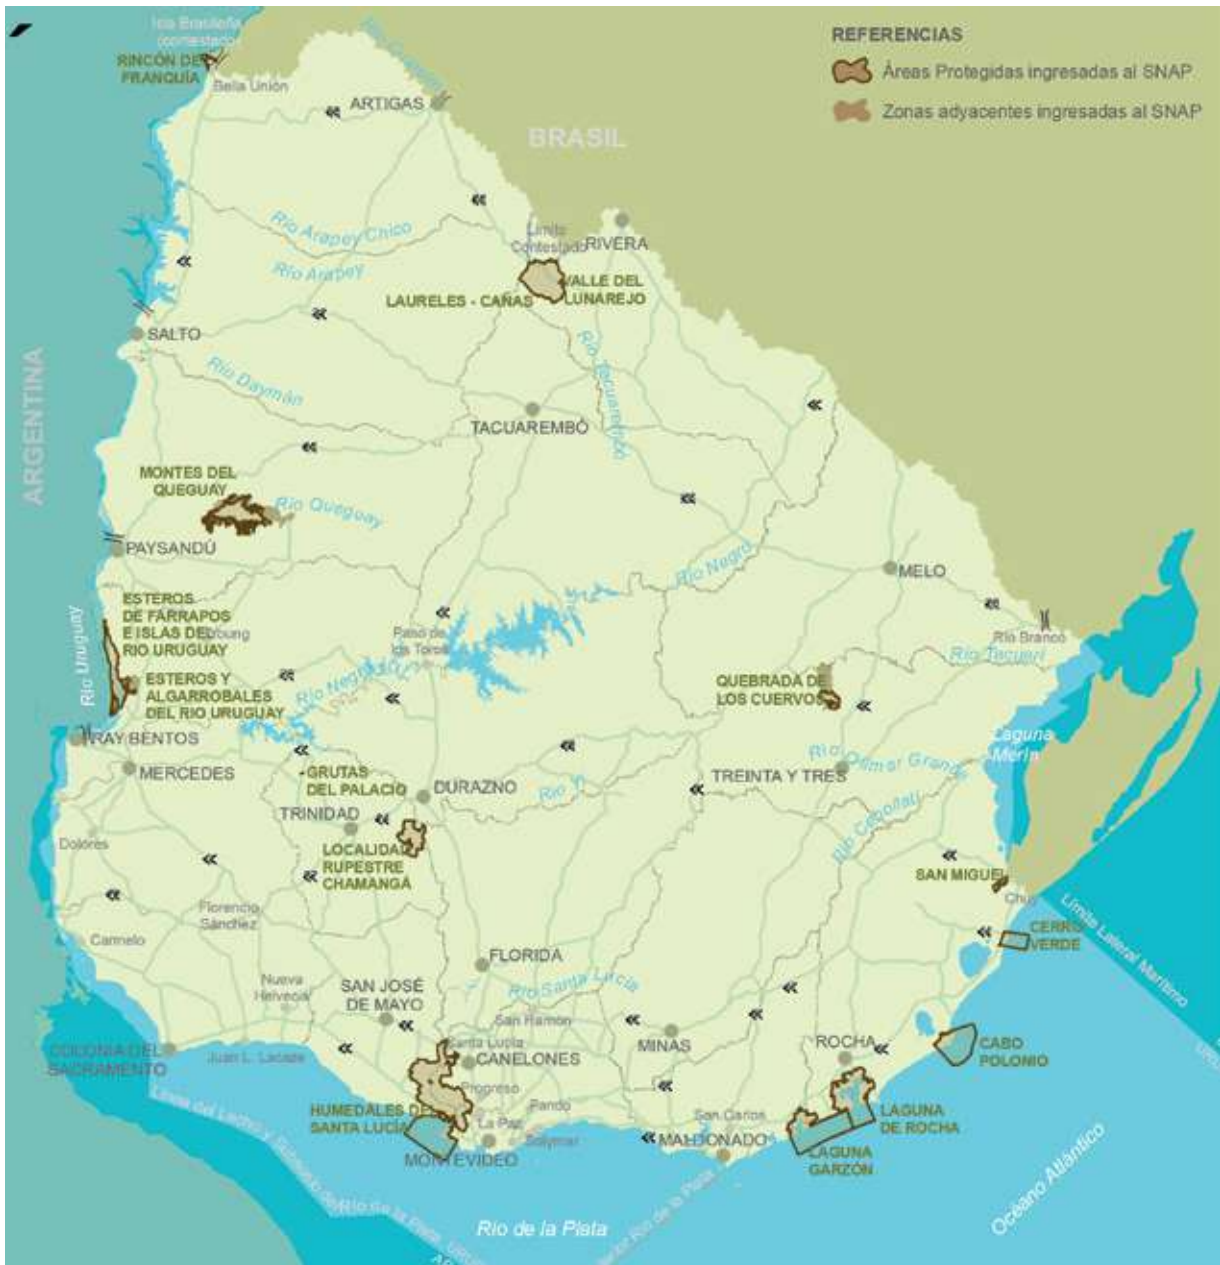 Isla Brasileña
(contestado)
RINCÓN DE
FRANQUÍA
Bella Unión
REFERENCIAS
Áreas Protegidas ingresadas al SNAP
Zonas adyacentes ingresadas al SNAP
ARTIGAS
BRASIL
Río Arapey Chico
Límite
Contestado
RIVERA
Río Arapey
LAURELES - CAÑAS
VALLE DEL
LUNAREJO
SALTO
ARGENTINA
Río Daymán
Río Tacuarembó
TACUAREMBÓ
MONTES DEL
QUEGUAY
Río Queguay
PAYSANDÚ
Río Negro
MELO
ESTEROS
DE FARRAPOS
E ISLAS DEL
RIO URUGUAY
Río Uruguay
Paso de
los Toros
Río Branco
Río Tacuarí
ESTEROS Y
ALGARROBALES
DEL RIO URUGUAY
Río Negro
QUEBRADA DE
LOS CUERVOS
FRAY BENTOS
Laguna
Merín
MERCEDES
GRUTAS
DEL PALACIO
DURAZNO
Río Yí
TREINTA Y TRES
Río Olimar Grande
TRINIDAD
Río Cebollatí
Dolores
LOCALIDAD
RUPESTRE
CHAMANGÁ
SAN MIGUEL
Chuy
Límite Lateral Marítimo
Florencio
Sánchez
Carmelo
CERRO
VERDE
FLORIDA
Nueva
Helvecia
SAN JOSÉ
DE MAYO
Río Santa Lucía
San Ramón
MINAS
ROCHA
CABO
POLONIO
Santa Lucía
CANELONES
COLONIA DEL
SACRAMENTO
Juan L. Lacaze
Progreso
Pando
La Paz
Solymar
San Carlos
HUMEDALES DEL
SANTA LUCÍA
LAGUNA
DE ROCHA
MONTEVIDEO
MALDONADO
LAGUNA
GARZÓN
Río de la Plata
Océano Atlántico